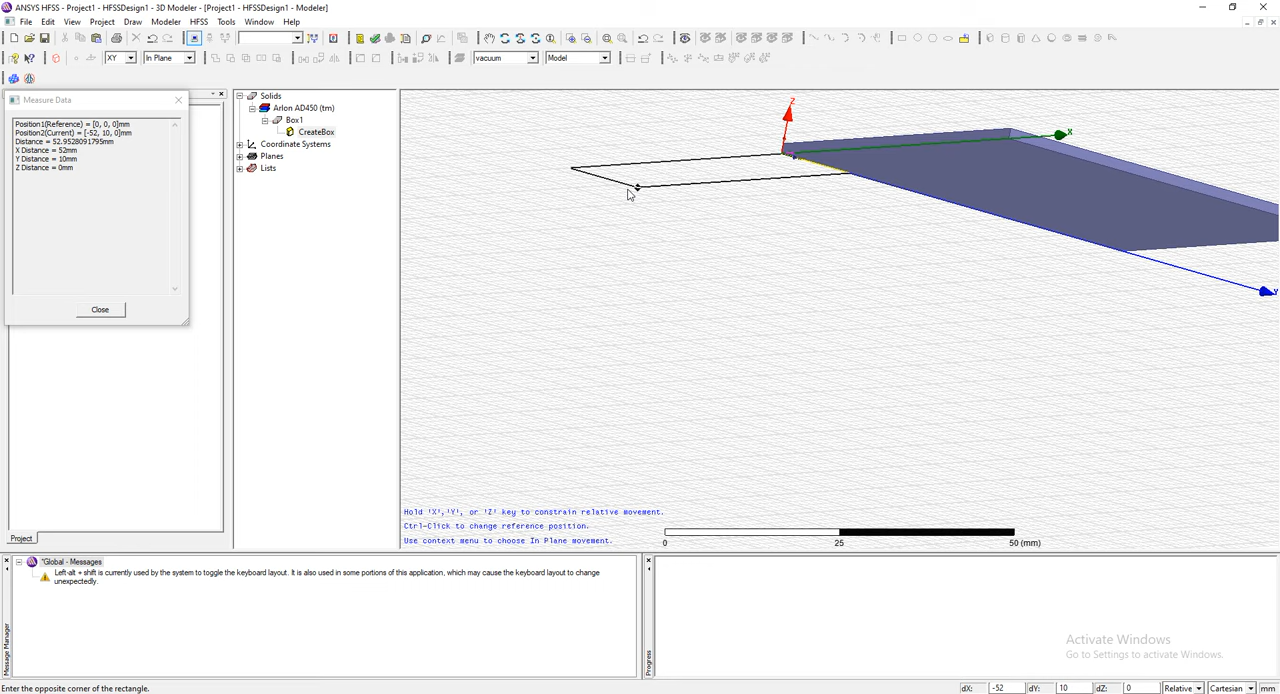 ANSYS HFSS - Project1 - HFSSDesign1 - 3D Modeler - [Project1 - HFSSDesign1 - Modeler]
File Edit View Project Draw Modeler HFSS Tools Window Help
XY In Plane vacuum Model
Measure Data
Position1(Reference) = [0, 0, 0]mm
Position2(Current) = [-52, 10, 0]mm
Distance = 52.9528091795mm
X Distance = 52mm
Y Distance = 10mm
Z Distance = 0mm
Close
Project
Solids
Arlon AD450 (tm)
Box1
CreateBox
Coordinate Systems
Planes
Lists
Z
X
Y
Hold 'X','Y', or 'Z' key to constrain relative movement.
Ctrl-Click to change reference position.
Use context menu to choose In Plane movement.
0 25 50 (mm)
*Global - Messages
Left-alt + shift is currently used by the system to toggle the keyboard layout. It is also used in some portions of this application, which may cause the keyboard layout to change
unexpectedly.
Message Manager
Progress
Activate Windows
Go to Settings to activate Windows.
Enter the opposite corner of the rectangle.
dX: -52 dY: 10 dZ: 0 Relative Cartesian mm